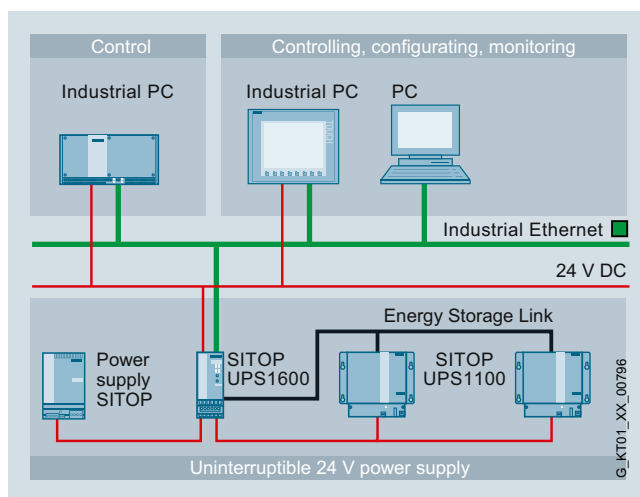 Control
Controlling, configurating, monitoring
Industrial PC
Industrial PC
PC
Industrial Ethernet
24 V DC
Energy Storage Link
Power
supply
SITOP
SITOP
UPS1600
SITOP
UPS1100
G_KT01_XX_00796
Uninterruptible 24 V power supply